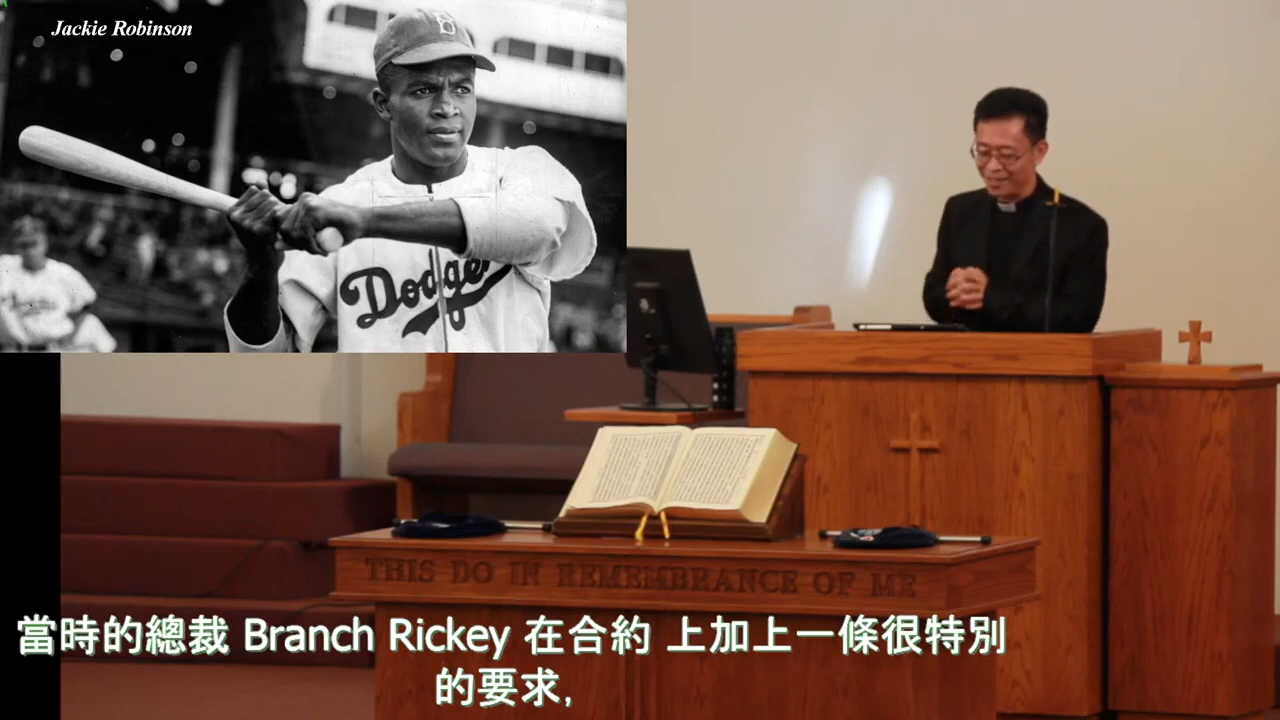 Jackie Robinson
Dodge
THIS DO IN REMEMBRANCE OF ME
當時的總裁 Branch Rickey 在合約 上加上一條很特別
的要求,